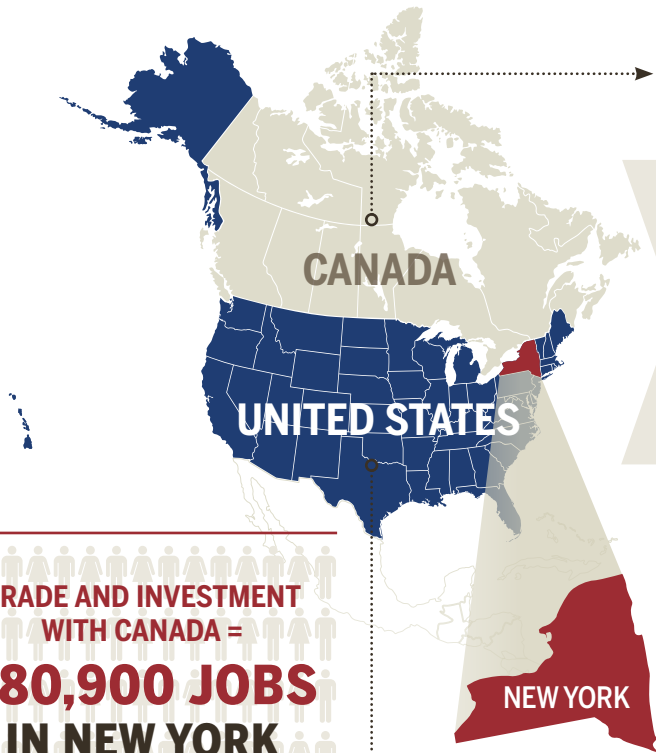 CANADA
UNITED STATES
RADE AND INVESTMENT
WITH CANADA =
80,900 JOBS
IN NEW YORK
NEW YORK